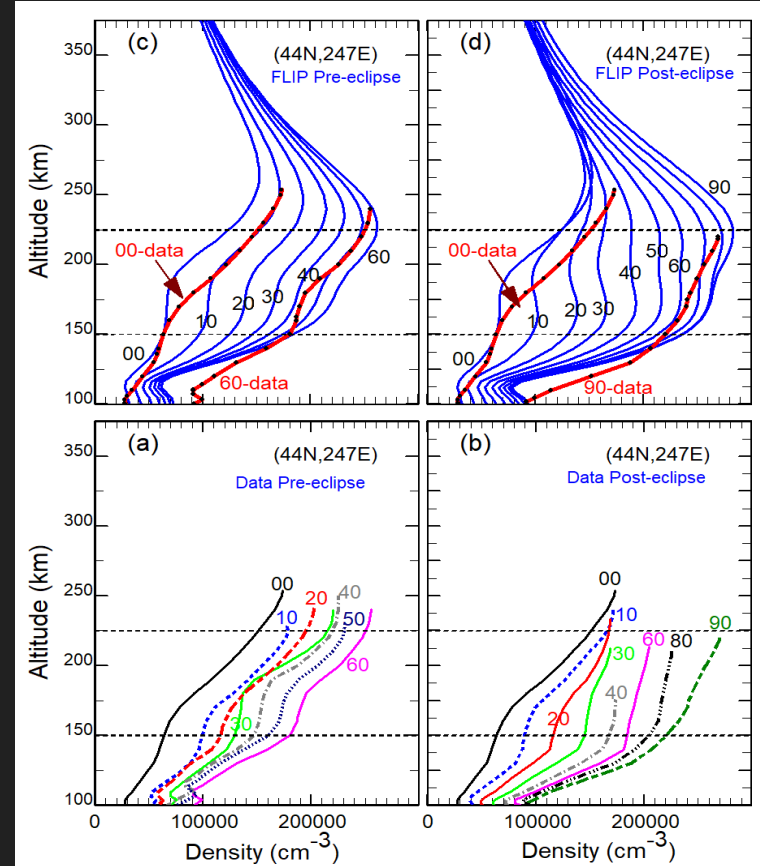 (c)
(44N,247E)
FLIP Pre-eclipse
00-data
00
10
20
30
40
60
60-data
350
300
250
200
150
100
Altitude (km)
(d)
(44N,247E)
FLIP Post-eclipse
00-data
00
10
20
30
40
50
60
90
90-data
(a)
(44N,247E)
Data Pre-eclipse
00
10
20
30
40
50
60
350
300
250
200
150
100
Altitude (km)
0
100000
200000
Density (cm⁻³)
(b)
(44N,247E)
Data Post-eclipse
00
10
20
30
40
60
80
90
0
100000
200000
Density (cm⁻³)